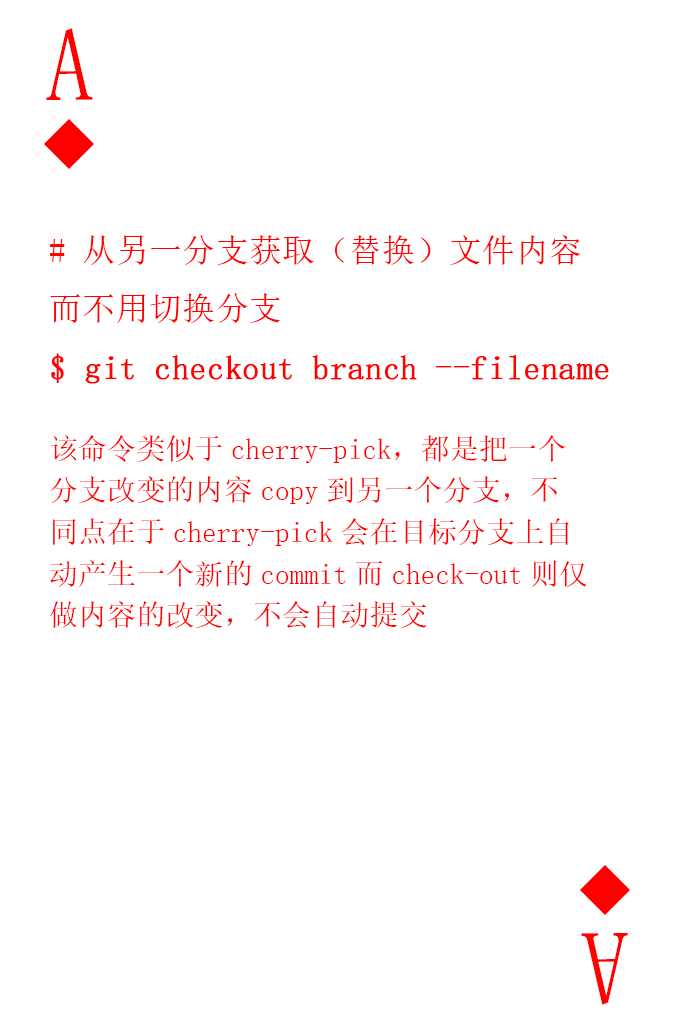 A
# 从另一分支获取（替换）文件内容
而不用切换分支
$ git checkout branch --filename
该命令类似于 cherry-pick，都是把一个
分支改变的内容 copy 到另一个分支，不
同点在于 cherry-pick 会在目标分支上自
动产生一个新的 commit 而 check-out 则仅
做内容的改变，不会自动提交
A